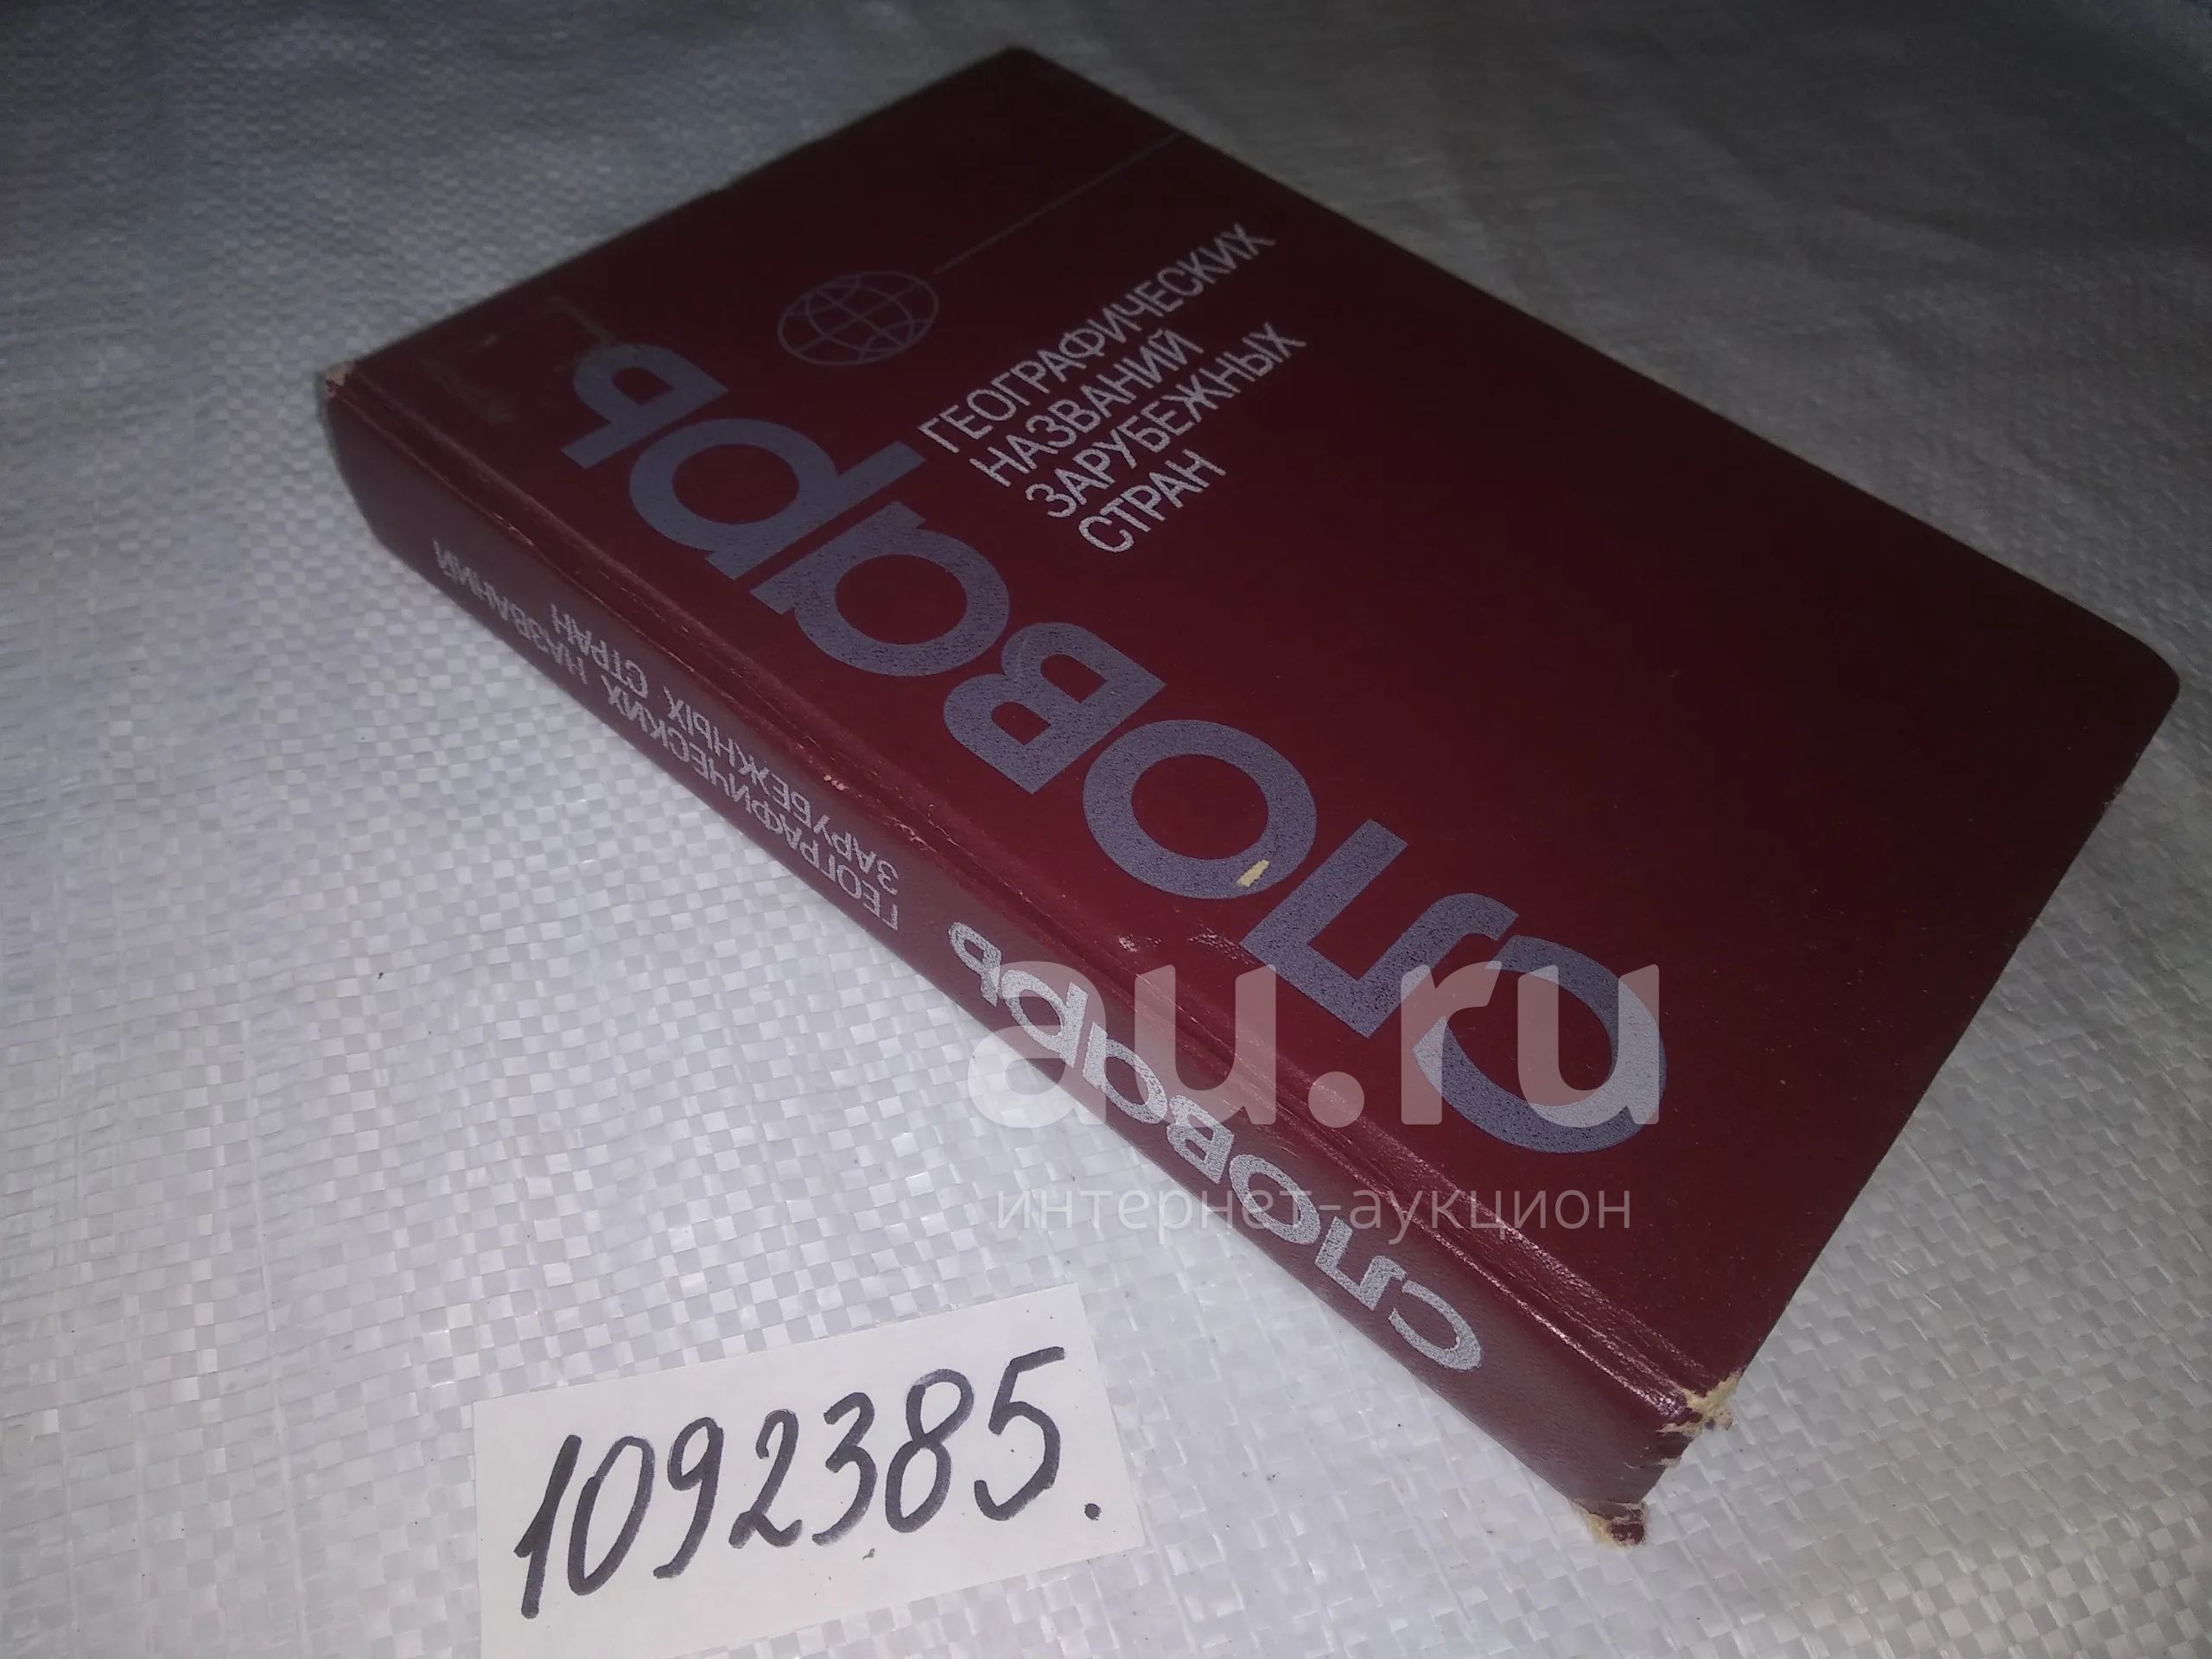 словарь
ГЕОГРАФИЧЕСКИХ
НАЗВАНИЙ
ЗАРУБЕЖНЫХ
СТРАН
словарь
ГЕОГРАФИЧЕСКИХ НАЗВАНИЙ
ЗАРУБЕЖНЫХ СТРАН
au.ru
интернет-аукцион
1092385.